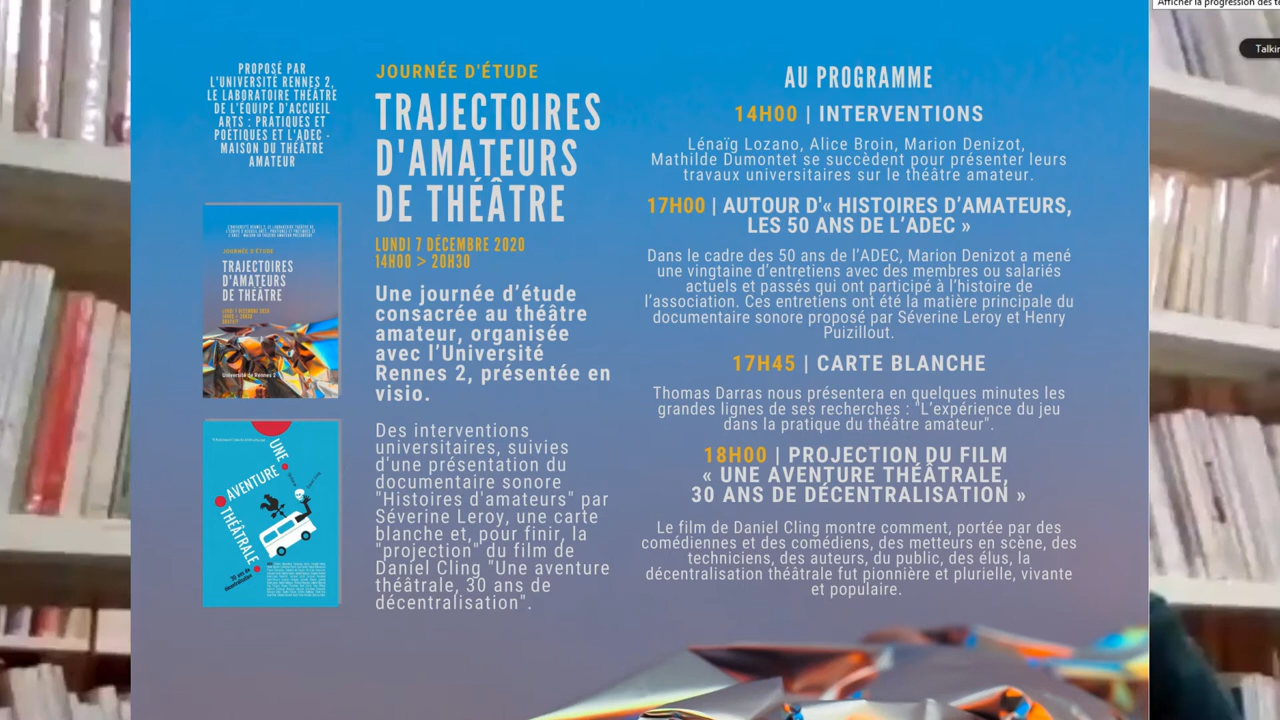 Afficher la progression des
Talkin
PROPOSÉ PAR
L'UNIVERSITÉ RENNES 2,
LE LABORATOIRE THÉÂTRE
DE L'EQUIPE D'ACCUEIL
ARTS : PRATIQUES ET
POÉTIQUES ET L'ADEC -
MAISON DU THÉÂTRE
AMATEUR
JOURNÉE D'ÉTUDE
TRAJECTOIRES
D'AMATEURS
DE THÉÂTRE
LUNDI 7 DÉCEMBRE 2020
14H00 > 20H30
UNE
AVENTURE
THÉÂTRALE
30 ans de
décentralisation
JOURNÉE D'ÉTUDE
TRAJECTOIRES
D'AMATEURS
DE THÉÂTRE
LUNDI 7 DÉCEMBRE 2020
14H00 > 20H30
Une journée d’étude
consacrée au théâtre
amateur, organisée
avec l’Université
Rennes 2, présentée en
visio.
Des interventions
universitaires, suivies
d'une présentation du
documentaire sonore
"Histoires d'amateurs" par
Séverine Leroy, une carte
blanche et, pour finir, la
"projection" du film de
Daniel Cling "Une aventure
théâtrale, 30 ans de
décentralisation".
AU PROGRAMME
14H00 | INTERVENTIONS
Lénaïg Lozano, Alice Broin, Marion Denizot,
Mathilde Dumontet se succèdent pour présenter leurs
travaux universitaires sur le théâtre amateur.
17H00 | AUTOUR D'« HISTOIRES D’AMATEURS,
LES 50 ANS DE L’ADEC »
Dans le cadre des 50 ans de l’ADEC, Marion Denizot a mené
une vingtaine d’entretiens avec des membres ou salariés
actuels et passés qui ont participé à l’histoire de
l’association. Ces entretiens ont été la matière principale du
documentaire sonore proposé par Séverine Leroy et Henry
Puizillout.
17H45 | CARTE BLANCHE
Thomas Darras nous présentera en quelques minutes les
grandes lignes de ses recherches : "L’expérience du jeu
dans la pratique du théâtre amateur".
18H00 | PROJECTION DU FILM
« UNE AVENTURE THÉÂTRALE,
30 ANS DE DÉCENTRALISATION »
Le film de Daniel Cling montre comment, portée par des
comédiennes et des comédiens, des metteurs en scène, des
techniciens, des auteurs, du public, des élus, la
décentralisation théâtrale fut pionnière et plurielle, vivante
et populaire.